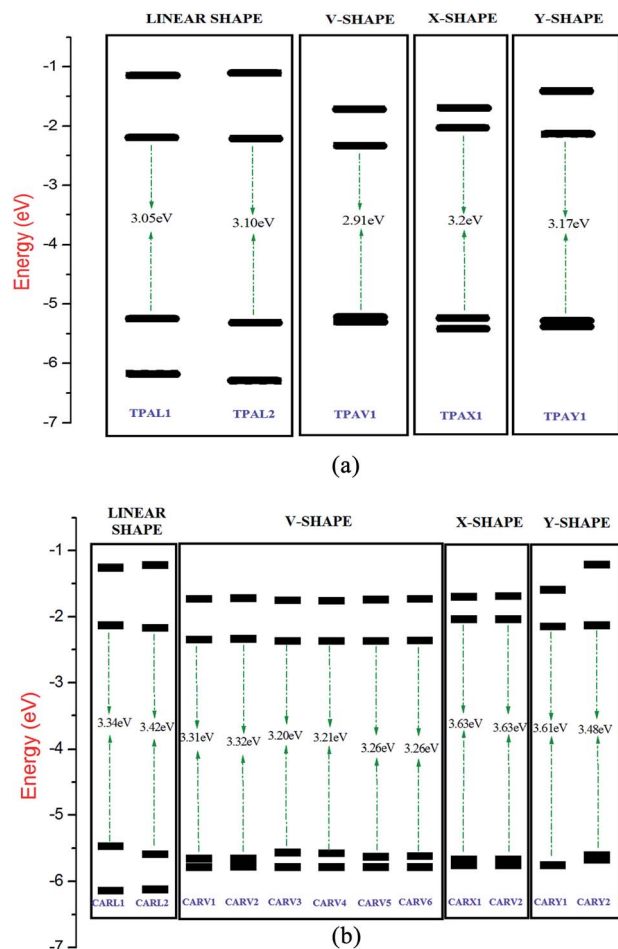 LINEAR SHAPE V-SHAPE X-SHAPE Y-SHAPE
-1
-2
-3
-4
-5
-6
-7
Energy (eV)
3.05eV 3.10eV 2.91eV 3.2eV 3.17eV
TPAL1 TPAL2 TPAV1 TPAX1 TPAY1
(a)
LINEAR
SHAPE V-SHAPE X-SHAPE Y-SHAPE
-1
-2
-3
-4
-5
-6
-7
Energy (eV)
3.34eV 3.42eV 3.31eV 3.32eV 3.20eV 3.21eV 3.26eV 3.26eV 3.63eV 3.63eV 3.61eV 3.48eV
CARL1 CARL2 CARV1 CARV2 CARV3 CARV4 CARV5 CARV6 CARX1 CARV2 CARY1 CARY2
(b)